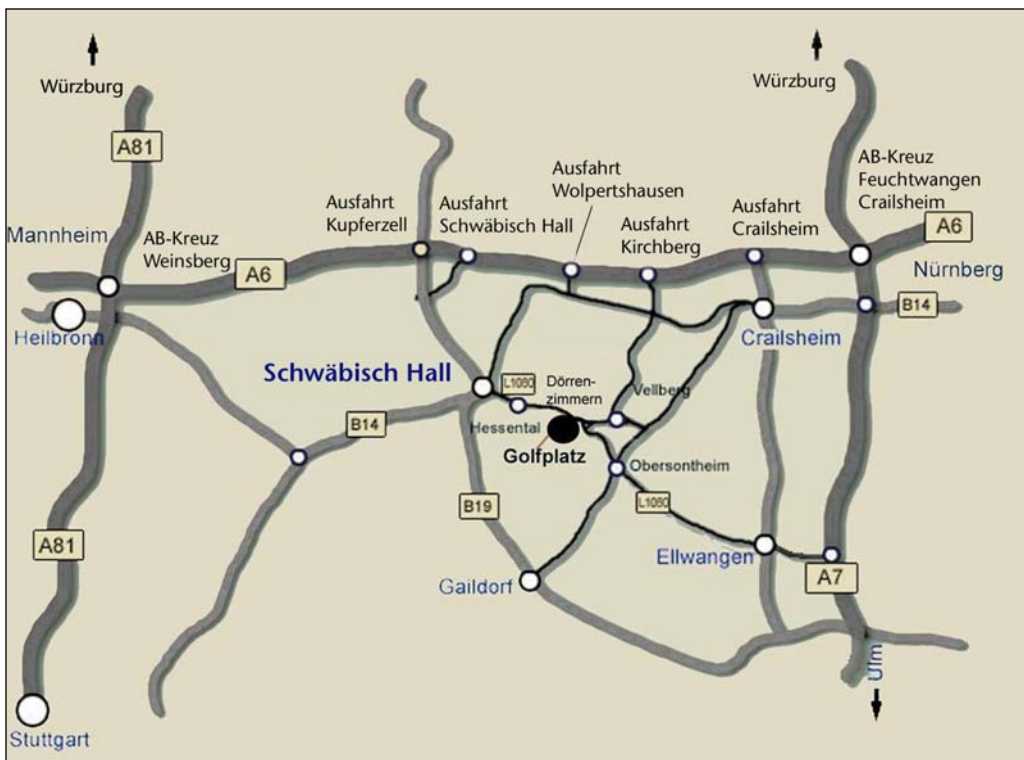 Würzburg
Würzburg
A81
AB-Kreuz
Feuchtwangen
Crailsheim
Ausfahrt
Wolpertshausen
Ausfahrt
Kupferzell
Ausfahrt
Schwäbisch Hall
Ausfahrt
Kirchberg
Ausfahrt
Crailsheim
A6
Mannheim
AB-Kreuz
Weinsberg
A6
Nürnberg
B14
Heilbronn
Crailsheim
Schwäbisch Hall
L1060
Dörren-
zimmern
Vellberg
B14
Hessental
Golfplatz
Obersontheim
B19
L1060
A81
Ellwangen
A7
Gaildorf
Ulm
Stuttgart